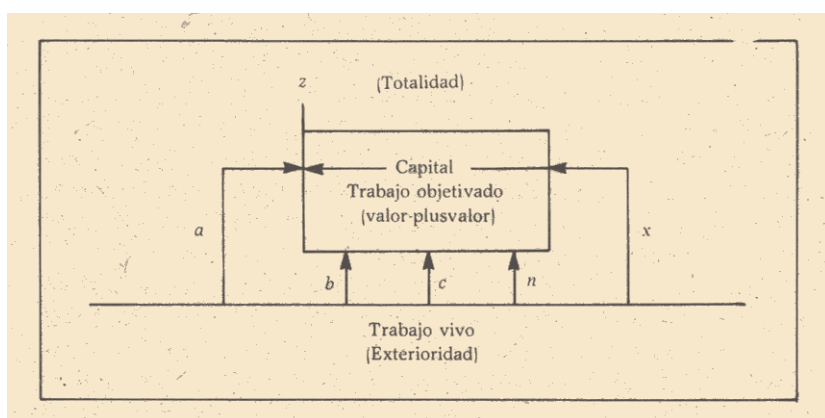 z
(Totalidad)
Capital
Trabajo objetivado
(valor-plusvalor)
a
x
b
c
n
Trabajo vivo
(Exterioridad)